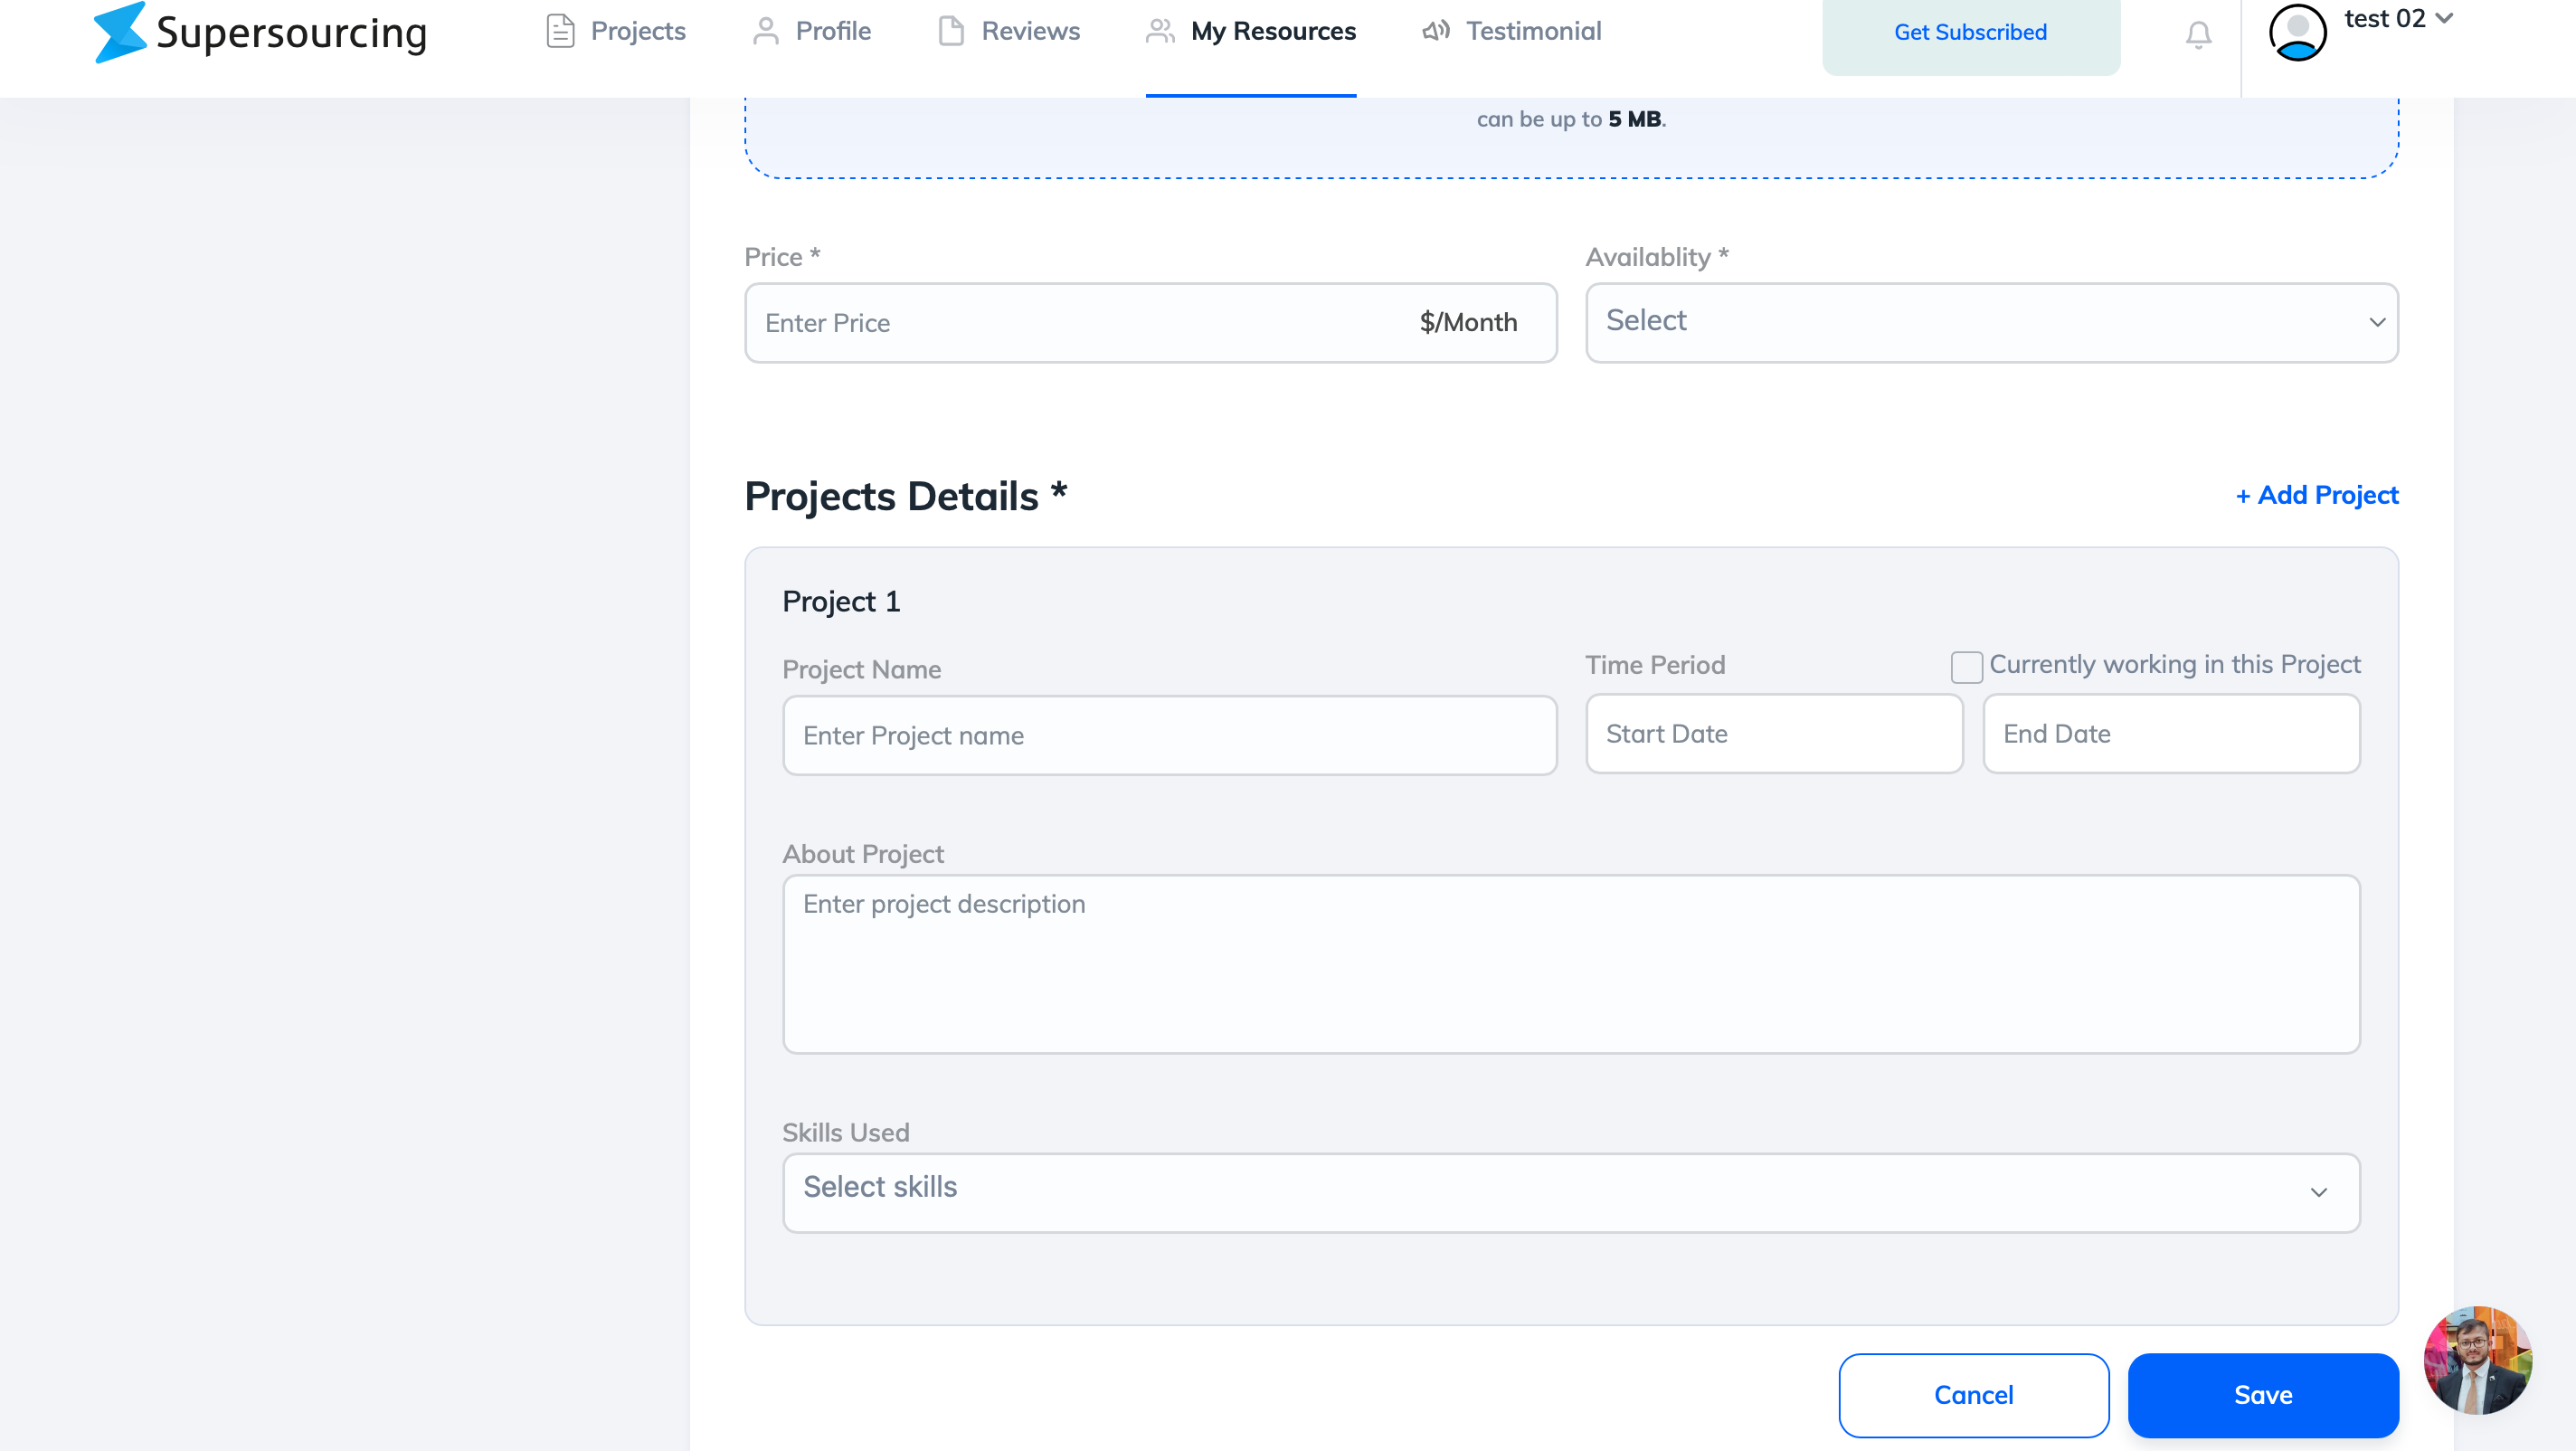 Supersourcing
Projects
Profile
Reviews
My Resources
Testimonial
Get Subscribed
test 02
can be up to 5 MB.
Price *
Availablity *
Enter Price
$/Month
Select
Projects Details *
+ Add Project
Project 1
Project Name
Time Period
Currently working in this Project
Enter Project name
Start Date
End Date
About Project
Enter project description
Skills Used
Select skills
Cancel
Save